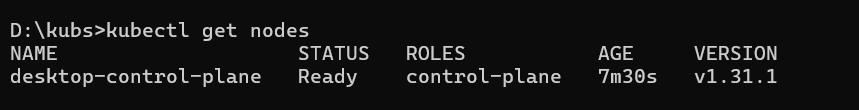 D:\kubs>kubectl get nodes
NAME                    STATUS   ROLES           AGE     VERSION
desktop-control-plane   Ready    control-plane   7m30s   v1.31.1